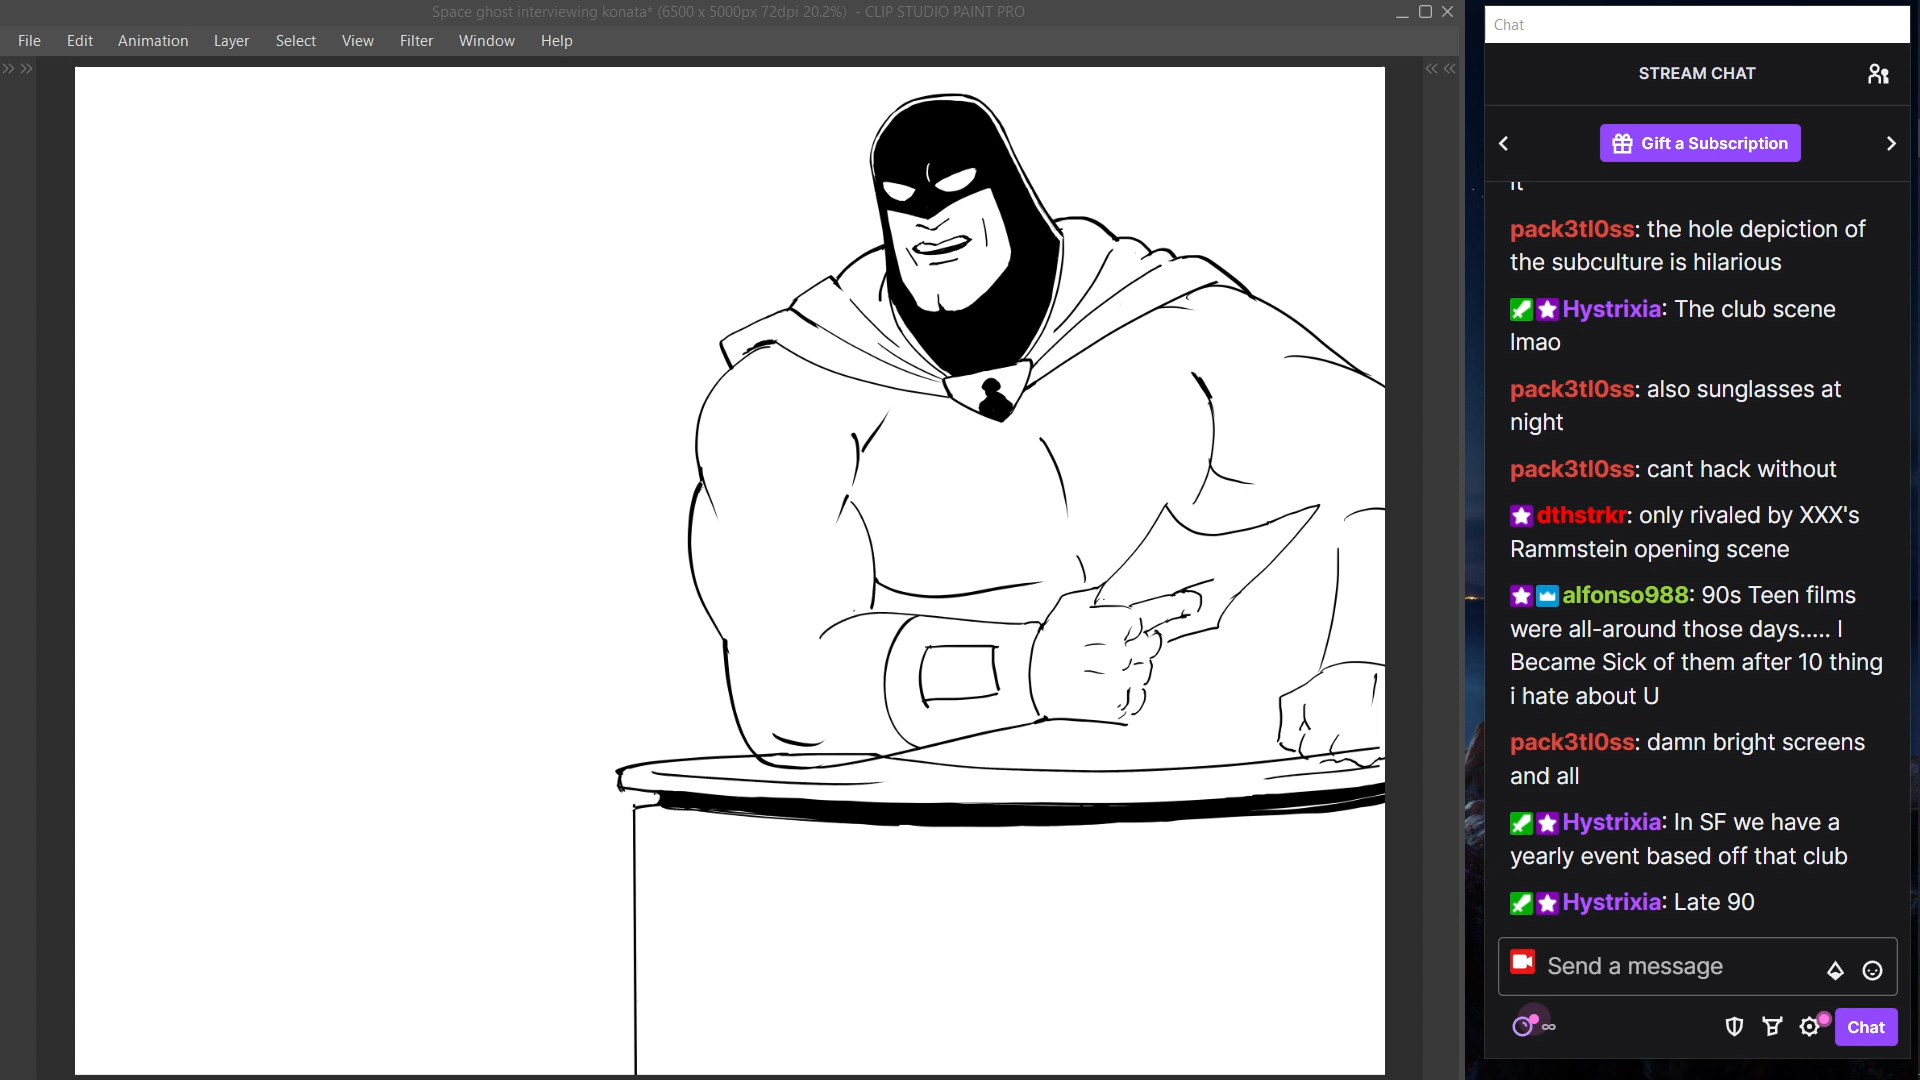 Space ghost interviewing konata* (6500 x 5000px 72dpi 20.2%) - CLIP STUDIO PAINT PRO
File Edit Animation Layer Select View Filter Window Help
Chat
STREAM CHAT
Gift a Subscription
it
pack3tl0ss: the hole depiction of
the subculture is hilarious
Hystrixia: The club scene
lmao
pack3tl0ss: also sunglasses at
night
pack3tl0ss: cant hack without
dthstrkr: only rivaled by XXX's
Rammstein opening scene
alfonso988: 90s Teen films
were all-around those days..... I
Became Sick of them after 10 thing
i hate about U
pack3tl0ss: damn bright screens
and all
Hystrixia: In SF we have a
yearly event based off that club
Hystrixia: Late 90
Send a message
Chat